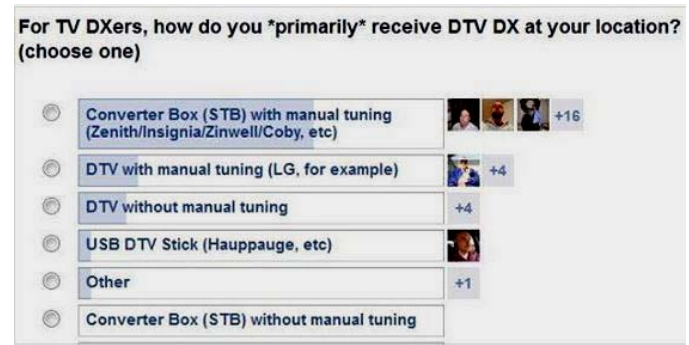 For TV DXers, how do you *primarily* receive DTV DX at your location?
(choose one)
Converter Box (STB) with manual tuning
(Zenith/Insignia/Zinwell/Coby, etc)
+16
DTV with manual tuning (LG, for example)
+4
DTV without manual tuning
+4
USB DTV Stick (Hauppauge, etc)
Other
+1
Converter Box (STB) without manual tuning